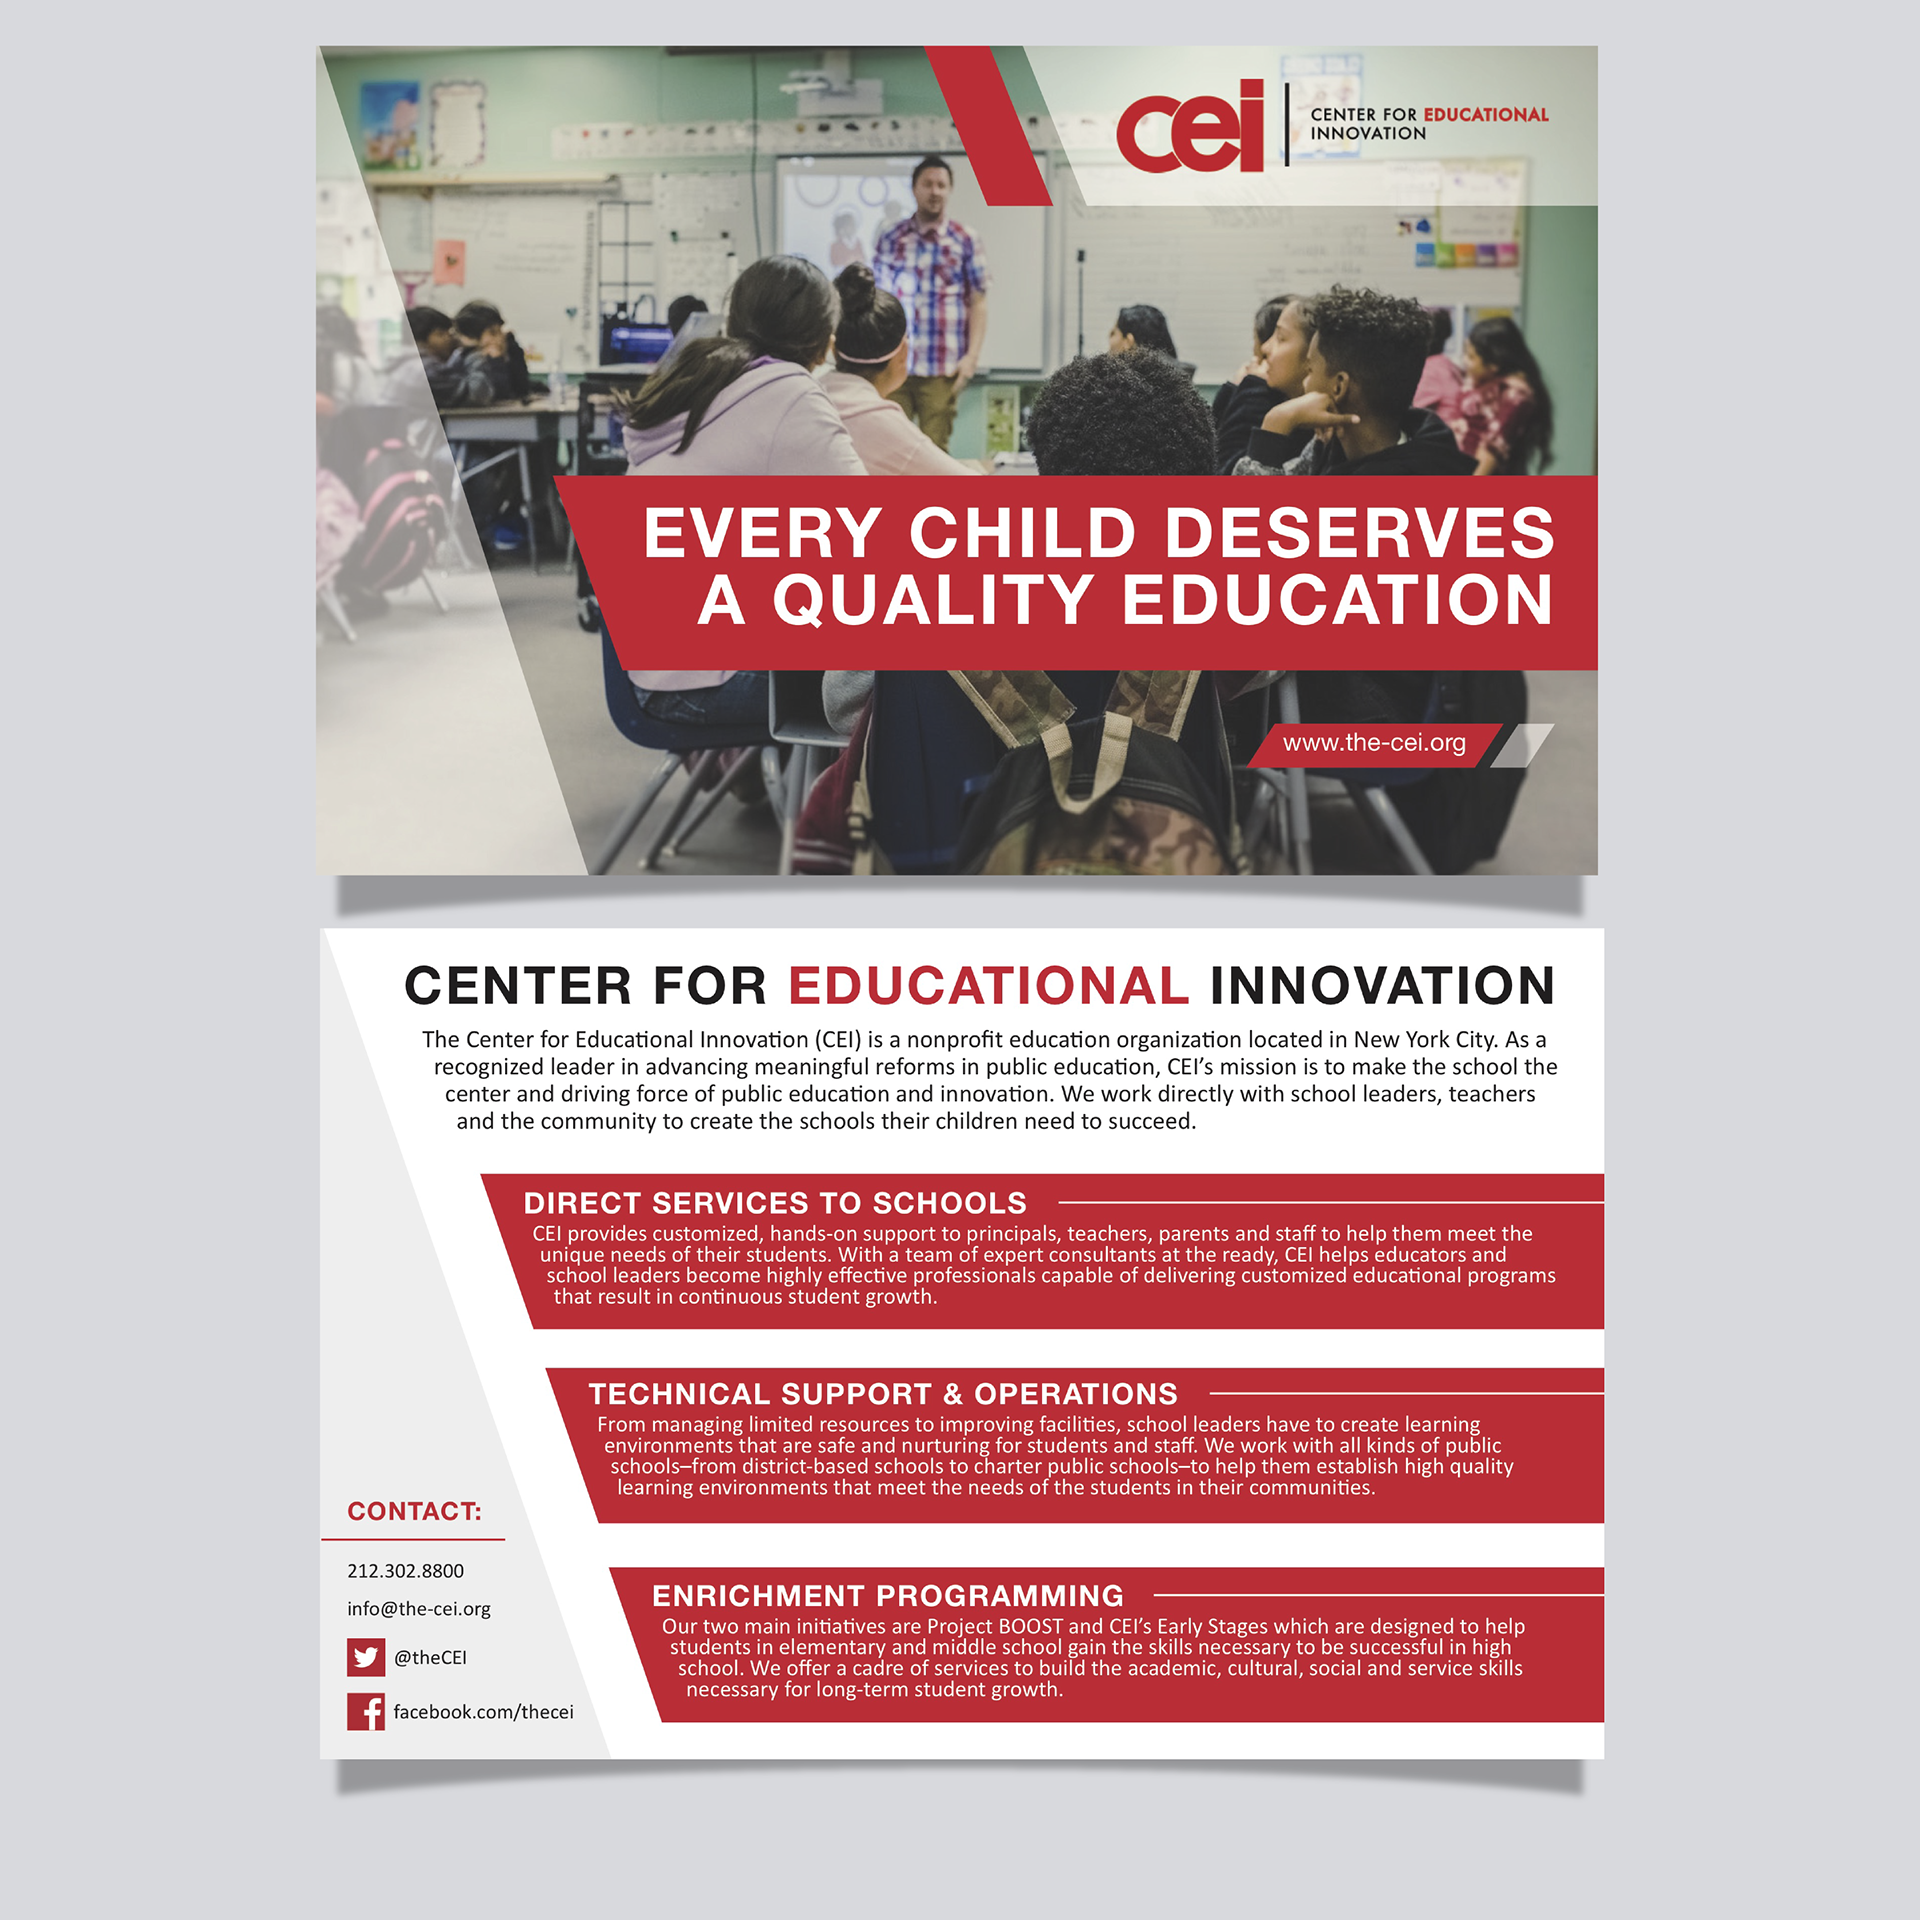 cei
CENTER FOR EDUCATIONAL
INNOVATION
EVERY CHILD DESERVES
A QUALITY EDUCATION
www.the-cei.org
CENTER FOR EDUCATIONAL INNOVATION
The Center for Educational Innovation (CEI) is a nonprofit education organization located in New York City. As a
recognized leader in advancing meaningful reforms in public education, CEI’s mission is to make the school the
center and driving force of public education and innovation. We work directly with school leaders, teachers
and the community to create the schools their children need to succeed.
DIRECT SERVICES TO SCHOOLS
CEI provides customized, hands-on support to principals, teachers, parents and staff to help them meet the
unique needs of their students. With a team of expert consultants at the ready, CEI helps educators and
school leaders become highly effective professionals capable of delivering customized educational programs
that result in continuous student growth.
TECHNICAL SUPPORT & OPERATIONS
From managing limited resources to improving facilities, school leaders have to create learning
environments that are safe and nurturing for students and staff. We work with all kinds of public
schools–from district-based schools to charter public schools–to help them establish high quality
learning environments that meet the needs of the students in their communities.
ENRICHMENT PROGRAMMING
Our two main initiatives are Project BOOST and CEI’s Early Stages which are designed to help
students in elementary and middle school gain the skills necessary to be successful in high
school. We offer a cadre of services to build the academic, cultural, social and service skills
necessary for long-term student growth.
CONTACT:
212.302.8800
info@the-cei.org
@theCEI
facebook.com/thecei